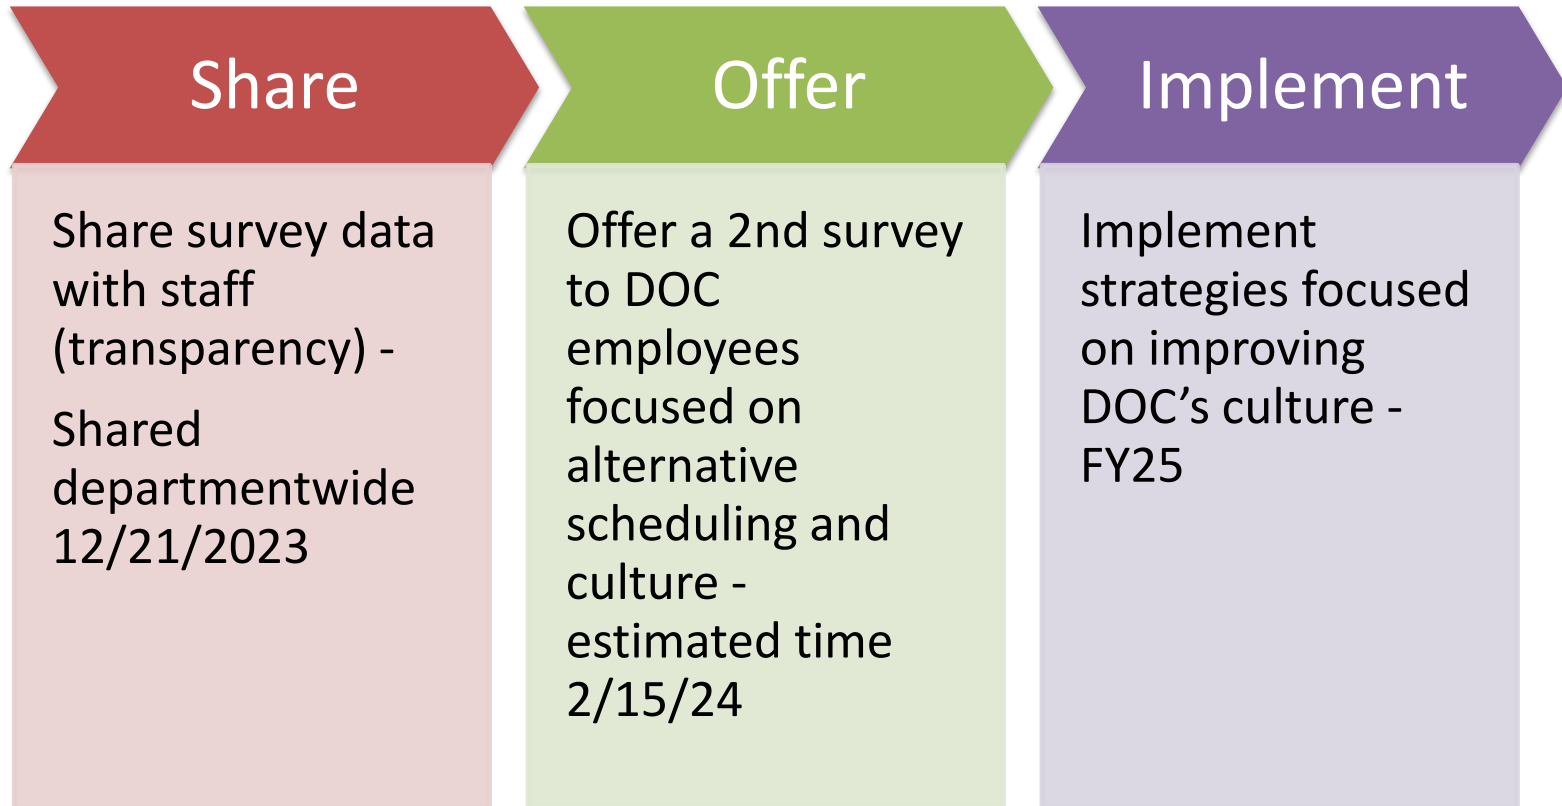 Share
Share survey data
with staff
(transparency) -
Shared
departmentwide
12/21/2023
Offer
Offer a 2nd survey
to DOC
employees
focused on
alternative
scheduling and
culture -
estimated time
2/15/24
Implement
Implement
strategies focused
on improving
DOC’s culture -
FY25